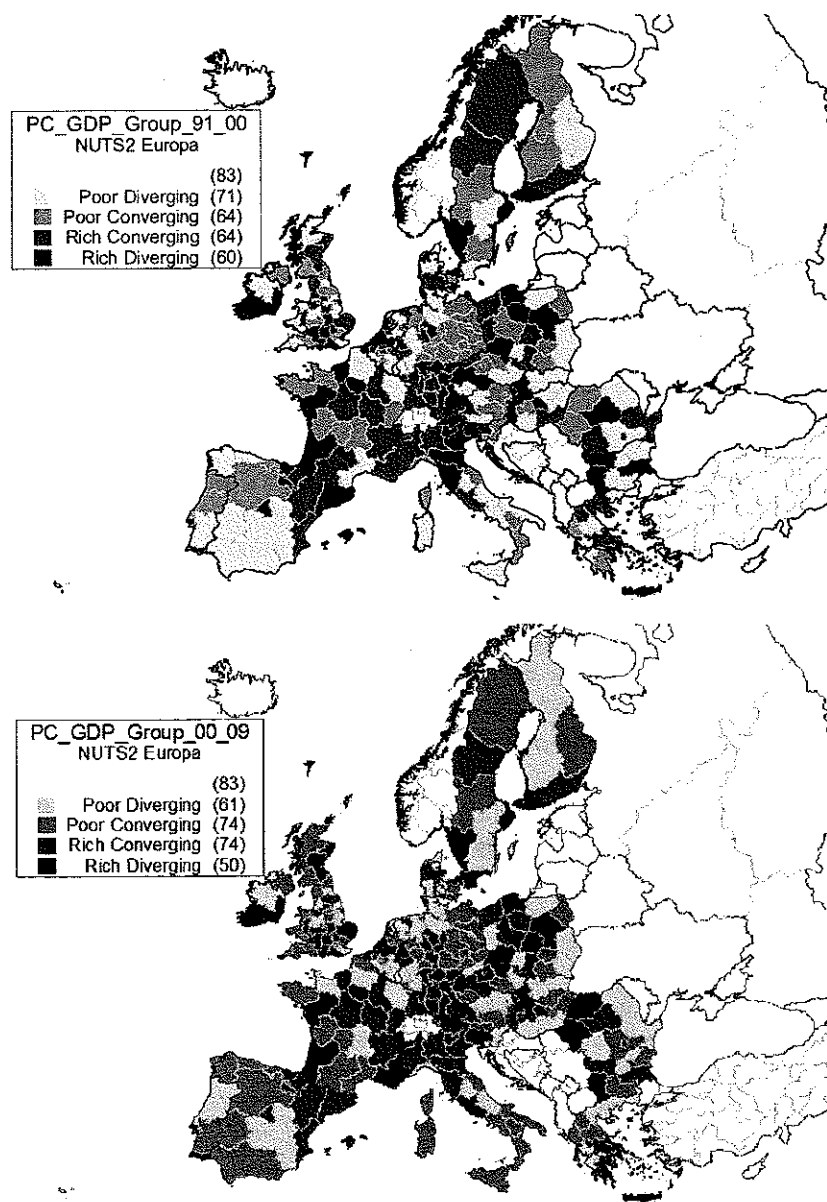 PC_GDP_Group_91_00
NUTS2 Europa
(83)
Poor Diverging (71)
Poor Converging (64)
Rich Converging (64)
Rich Diverging (60)
PC_GDP_Group_00_09
NUTS2 Europa
(83)
Poor Diverging (61)
Poor Converging (74)
Rich Converging (74)
Rich Diverging (50)